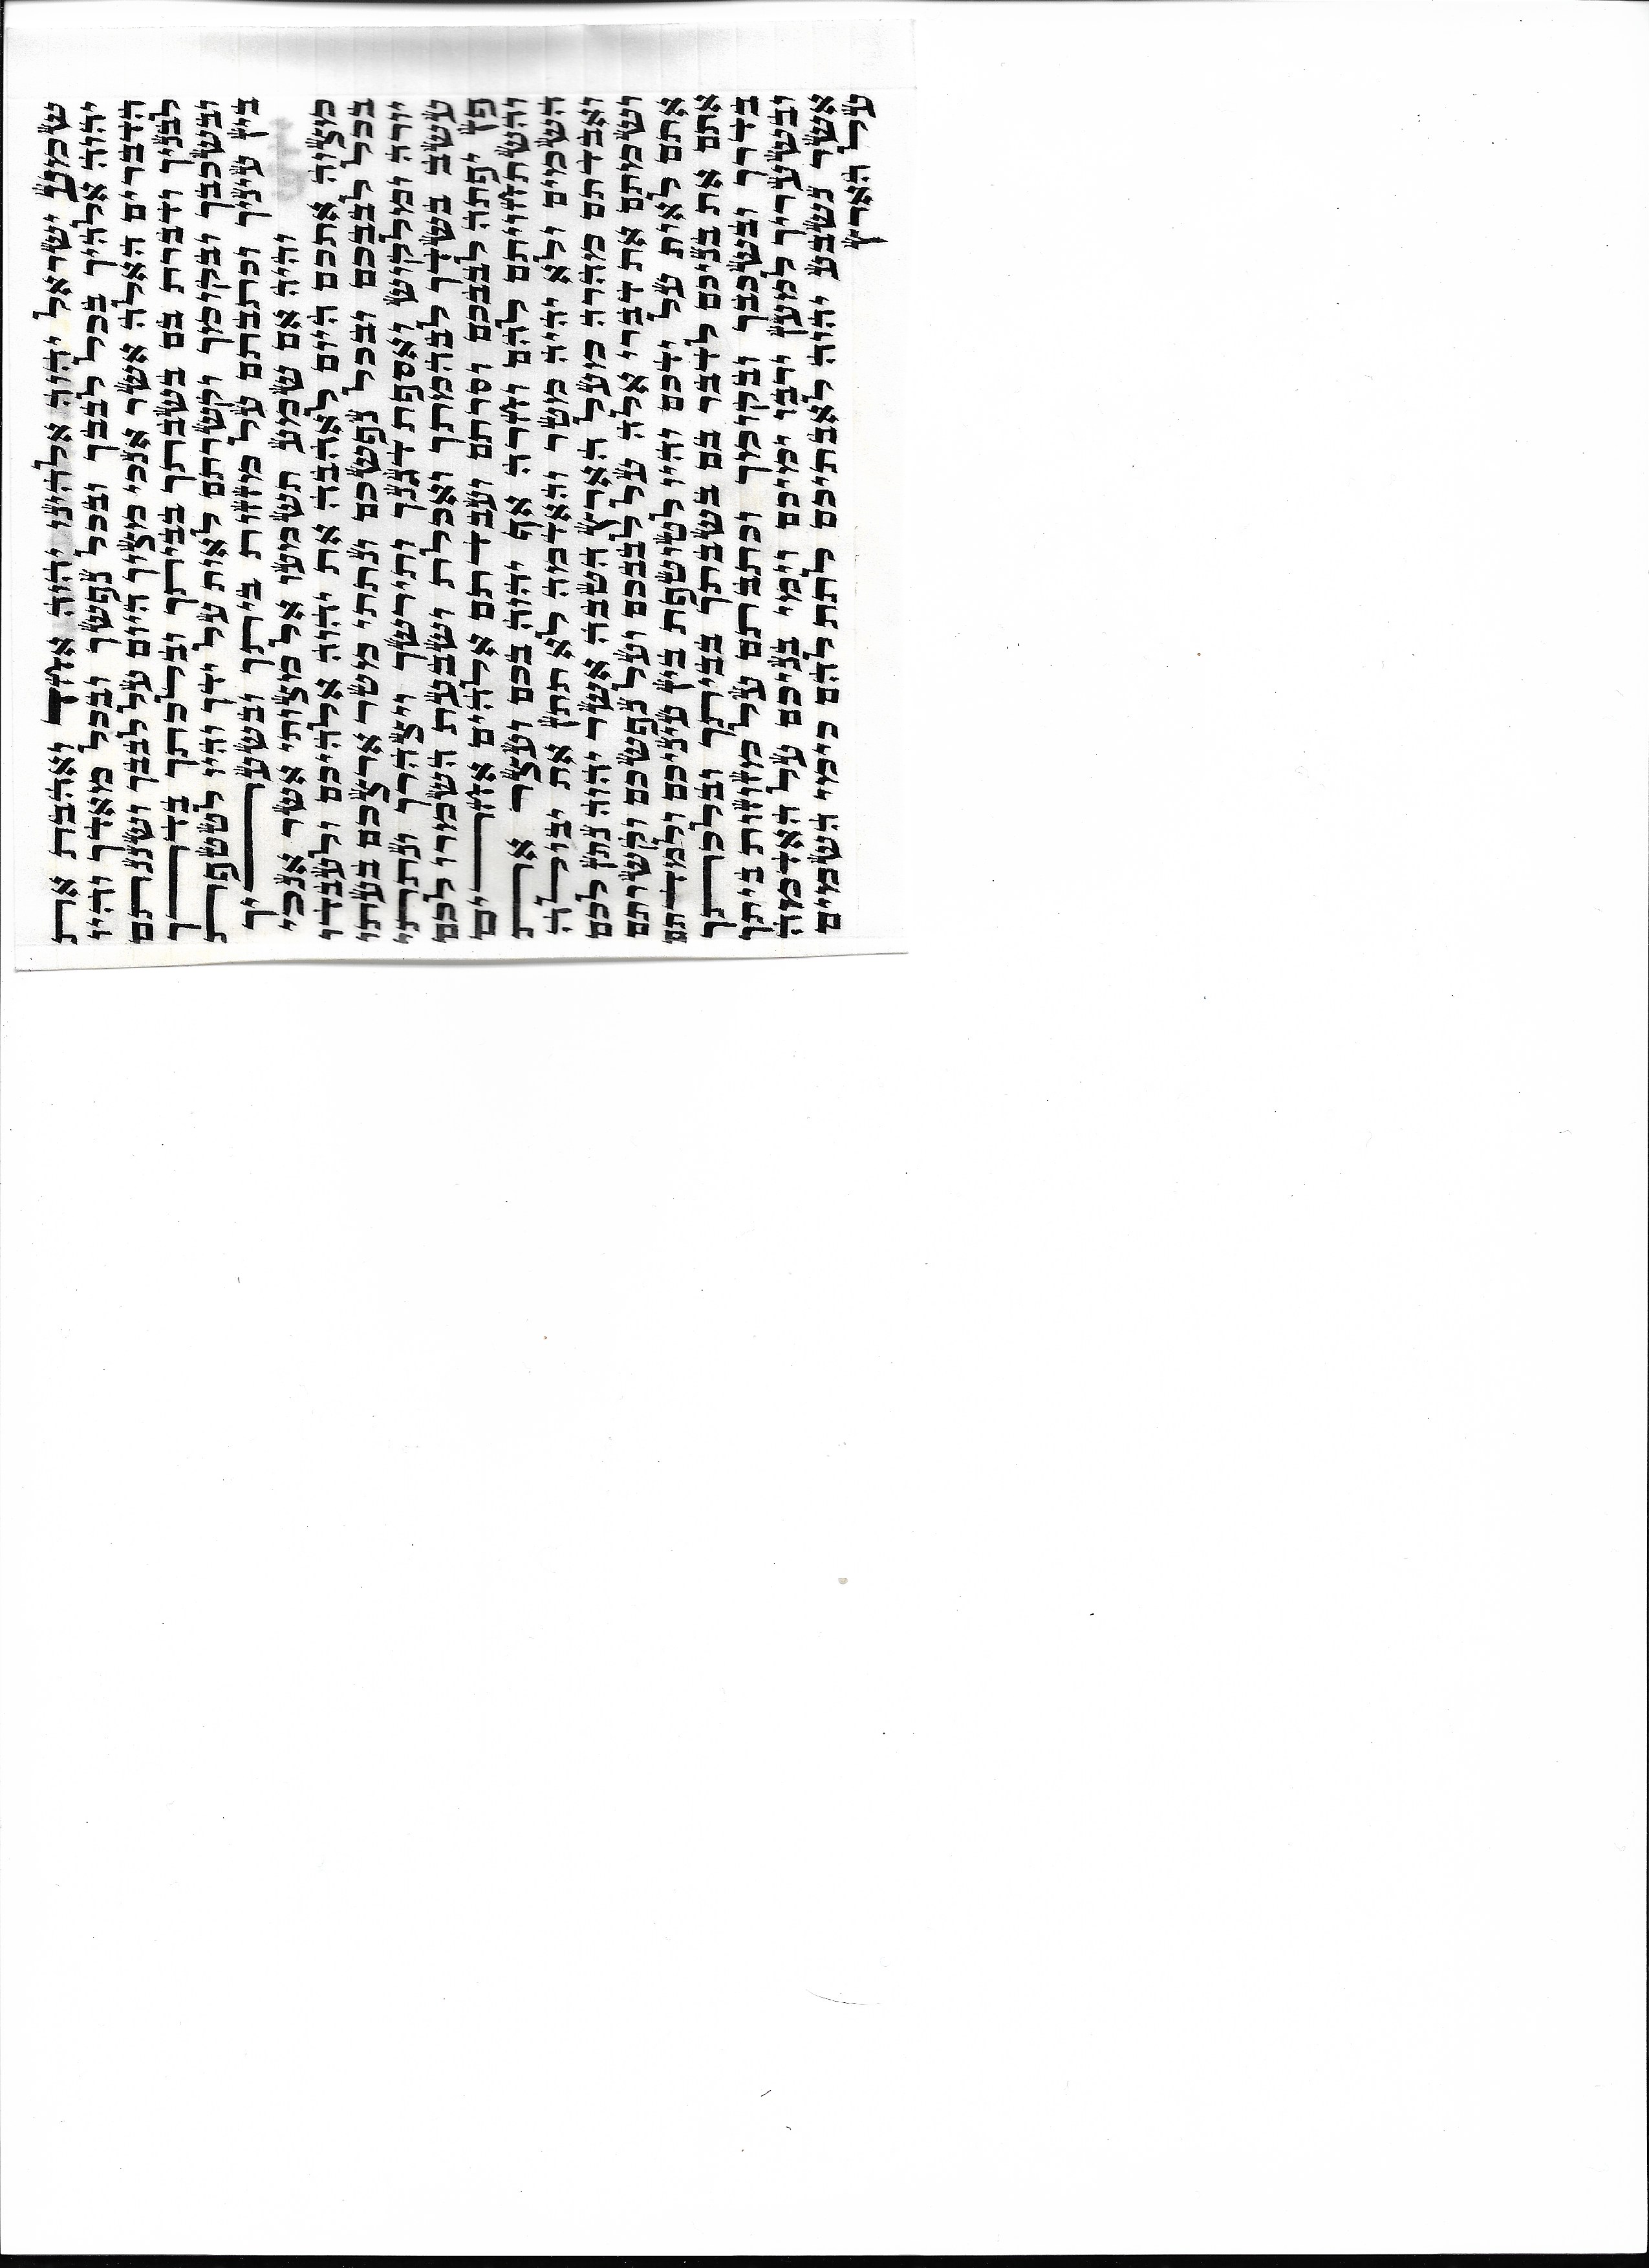 שמע ישראל יהוה אלהינו יהוה אחד ואהבת את
יהוה אלהיך בכל לבבך ובכל נפשך ובכל מאדך והיו
הדברים האלה אשר אנכי מצוך היום על לבבך ושננתם
לבניך ודברת בם בשבתך בביתך ובלכתך בדרך
ובשכבך ובקומך וקשרתם לאות על ידך והיו לטטפת
בין עיניך וכתבתם על מזזות ביתך ובשעריך
והיה אם שמע תשמעו אל מצותי אשר אנכי
מצוה אתכם היום לאהבה את יהוה אלהיכם ולעבדו
בכל לבבכם ובכל נפשכם ונתתי מטר ארצכם בעתו
יורה ומלקוש ואספת דגנך ותירשך ויצהרך ונתתי
עשב בשדך לבהמתך ואכלת ושבעת השמרו לכם
פן יפתה לבבכם וסרתם ועבדתם אלהים אחרים
והשתחויתם להם וחרה אף יהוה בכם ועצר את
השמים ולא יהיה מטר והאדמה לא תתן את יבולה
ואבדתם מהרה מעל הארץ הטבה אשר יהוה נתן לכם
ושמתם את דברי אלה על לבבכם ועל נפשכם וקשרתם
אתם לאות על ידכם והיו לטוטפת בין עיניכם ולמדתם
אתם את בניכם לדבר בם בשבתך בביתך ובלכתך
בדרך ובשכבך ובקומך וכתבתם על מזוזות ביתך
ובשעריך למען ירבו ימיכם וימי בניכם על האדמה
אשר נשבע יהוה לאבתיכם לתת להם כימי השמים
על הארץ